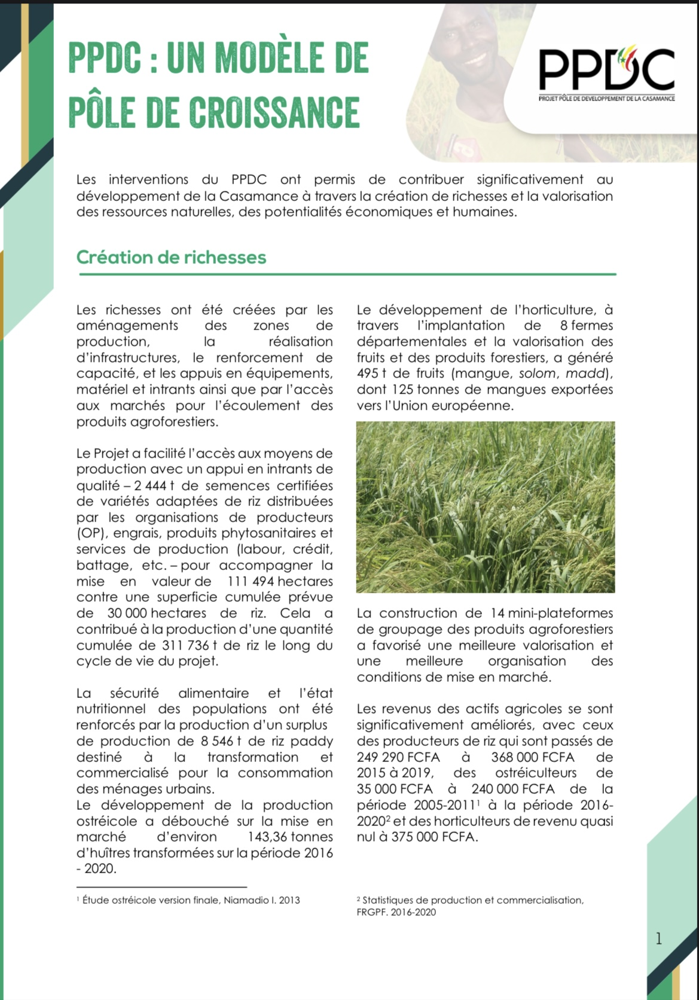 PPDC : UN MODÈLE DE
PÔLE DE CROISSANCE
PPDC
PROJET PÔLE DE DEVELOPPEMENT DE LA CASAMANCE
Les interventions du PPDC ont permis de contribuer significativement au
développement de la Casamance à travers la création de richesses et la valorisation
des ressources naturelles, des potentialités économiques et humaines.
Création de richesses
Les richesses ont été créées par les
aménagements des zones de
production, la réalisation
d'infrastructures, le renforcement de
capacité, et les appuis en équipements,
matériel et intrants ainsi que par l'accès
aux marchés pour l'écoulement des
produits agroforestiers.
Le Projet a facilité l'accès aux moyens de
production avec un appui en intrants de
qualité – 2 444 t de semences certifiées
de variétés adaptées de riz distribuées
par les organisations de producteurs
(OP), engrais, produits phytosanitaires et
services de production (labour, crédit,
battage, etc. – pour accompagner la
mise en valeur de 111 494 hectares
contre une superficie cumulée prévue
de 30 000 hectares de riz. Cela a
contribué à la production d'une quantité
cumulée de 311 736 t de riz le long du
cycle de vie du projet.
La sécurité alimentaire et l'état
nutritionnel des populations ont été
renforcés par la production d'un surplus
de production de 8 546 t de riz paddy
destiné à la transformation et
commercialisé pour la consommation
des ménages urbains.
Le développement de la production
ostréicole a débouché sur la mise en
marché d'environ 143,36 tonnes
d'huîtres transformées sur la période 2016
- 2020.
Le développement de l'horticulture, à
travers l'implantation de 8 fermes
départementales et la valorisation des
fruits et des produits forestiers, a généré
495 t de fruits (mangue, solom, madd),
dont 125 tonnes de mangues exportées
vers l'Union européenne.
La construction de 14 mini-plateformes
de groupage des produits agroforestiers
a favorisé une meilleure valorisation et
une meilleure organisation des
conditions de mise en marché.
Les revenus des actifs agricoles se sont
significativement améliorés, avec ceux
des producteurs de riz qui sont passés de
249 290 FCFA à 368 000 FCFA de
2015 à 2019, des ostréiculteurs de
35 000 FCFA à 240 000 FCFA de la
période 2005-2011¹ à la période 2016-
2020² et des horticulteurs de revenu quasi
nul à 375 000 FCFA.
¹ Étude ostréicole version finale, Niamadio I. 2013
² Statistiques de production et commercialisation,
FRGPF. 2016-2020
1